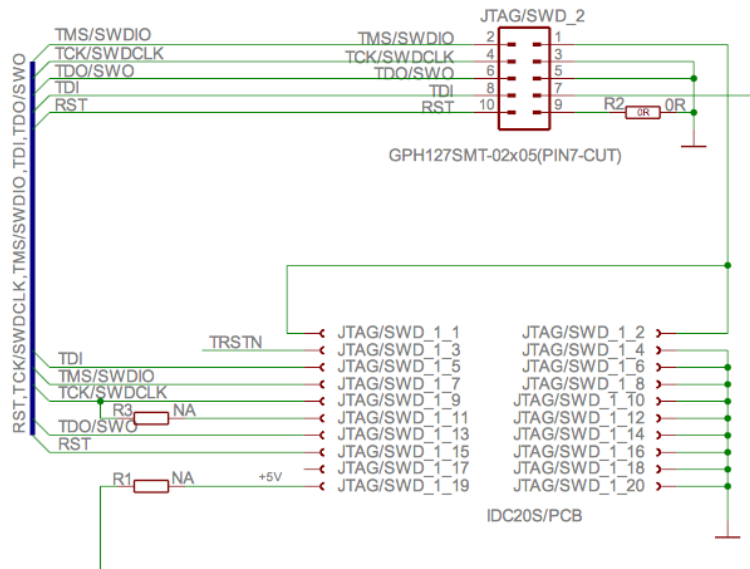 JTAG/SWD_2
TMS/SWDIO TMS/SWDIO 2 1
TCK/SWDCLK TCK/SWDCLK 4 3
TDO/SWO TDO/SWO 6 5
TDI TDI 8 7
RST RST 10 9 R2 0R 0R
GPH127SMT-02x05(PIN7-CUT)
RST,TCK/SWDCLK,TMS/SWDIO,TDI,TDO/SWO
JTAG/SWD_1_1 JTAG/SWD_1_2
TRSTN JTAG/SWD_1_3 JTAG/SWD_1_4
TDI JTAG/SWD_1_5 JTAG/SWD_1_6
TMS/SWDIO JTAG/SWD_1_7 JTAG/SWD_1_8
TCK/SWDCLK JTAG/SWD_1_9 JTAG/SWD_1_10
R3 NA JTAG/SWD_1_11 JTAG/SWD_1_12
TDO/SWO JTAG/SWD_1_13 JTAG/SWD_1_14
RST JTAG/SWD_1_15 JTAG/SWD_1_16
JTAG/SWD_1_17 JTAG/SWD_1_18
R1 NA +5V JTAG/SWD_1_19 JTAG/SWD_1_20
IDC20S/PCB